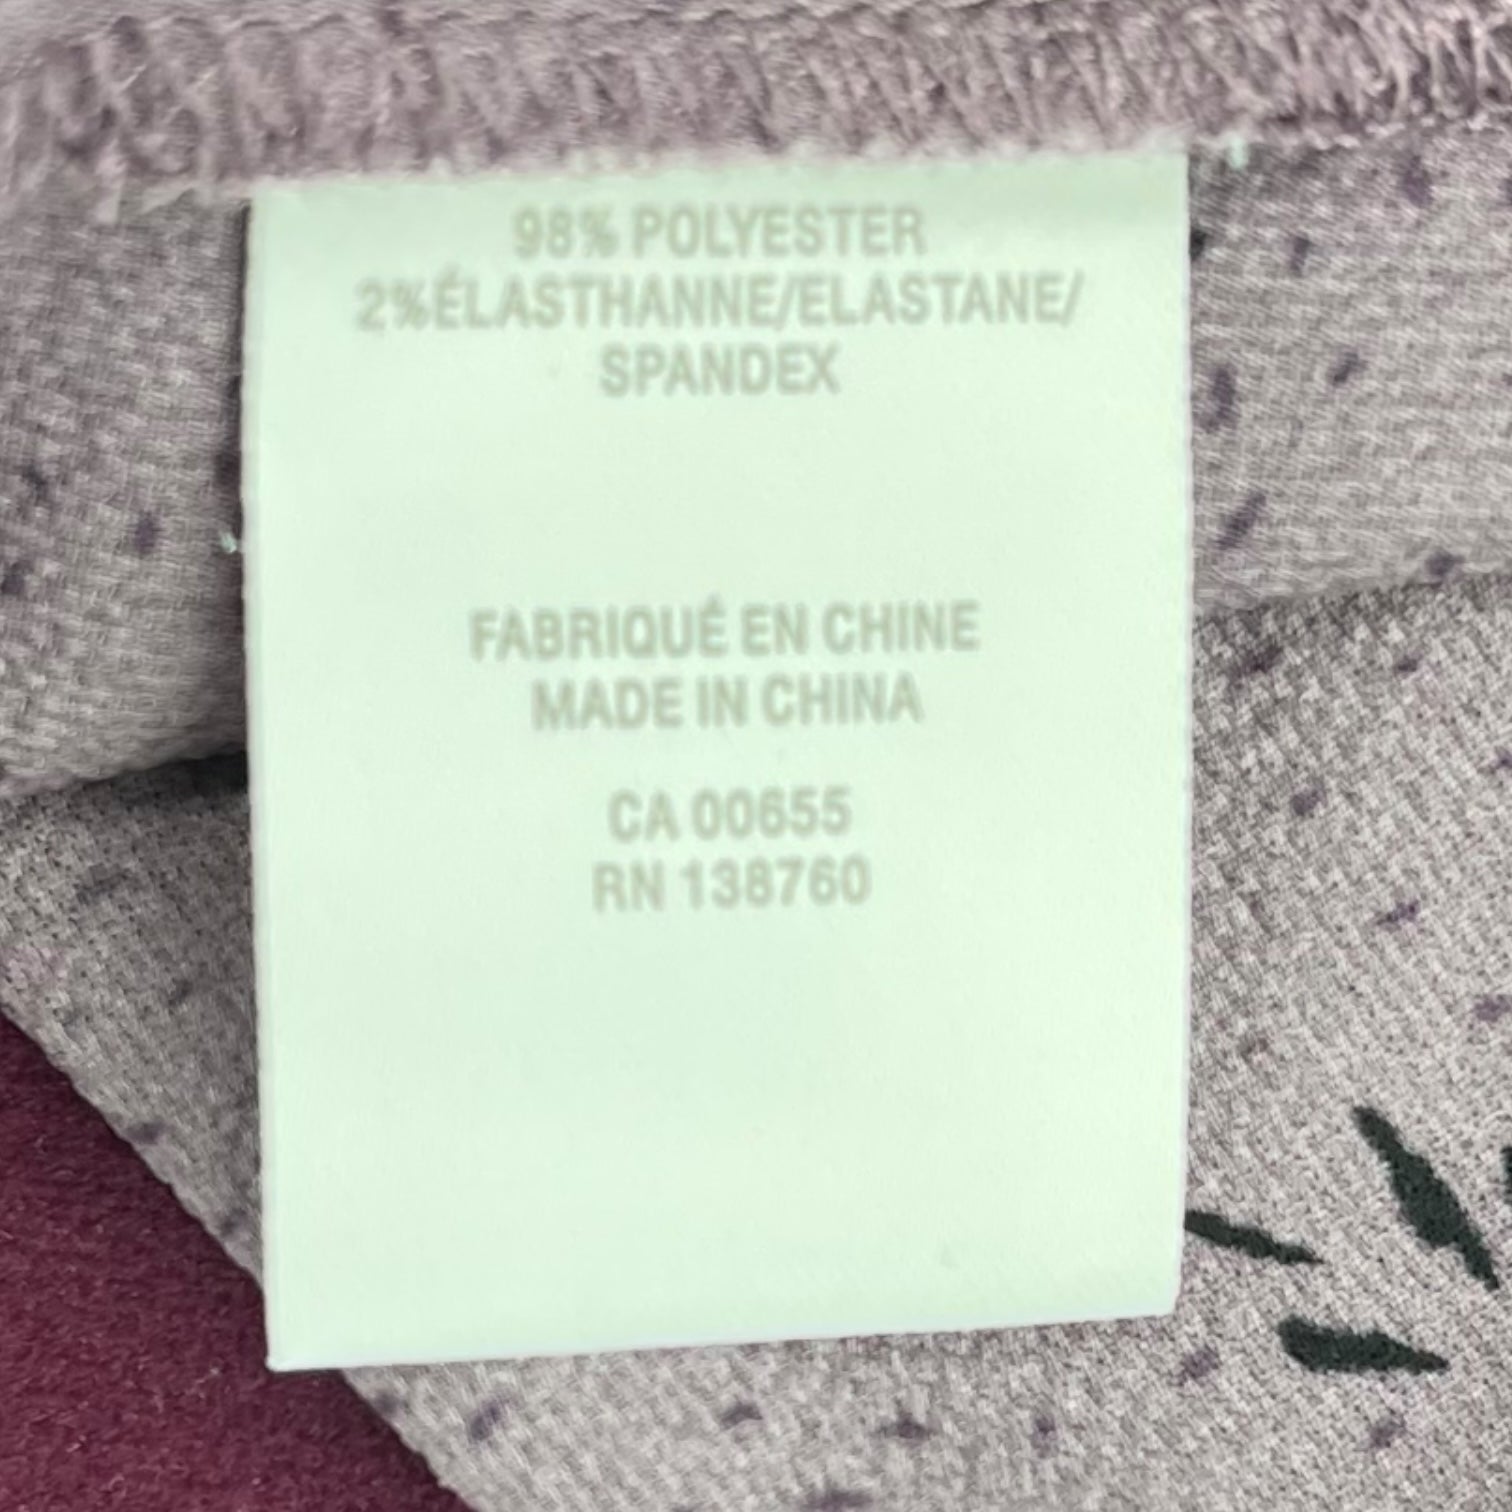 98% POLYESTER
2%ÉLASTHANNE/ELASTANE/
SPANDEX
FABRIQUÉ EN CHINE
MADE IN CHINA
CA 00655
RN 138760